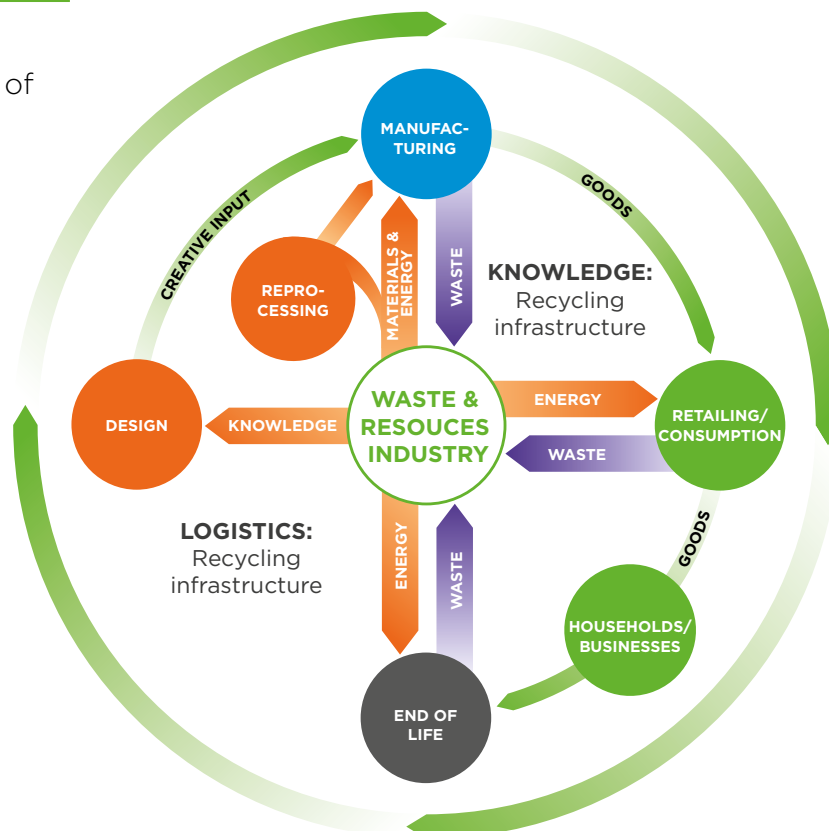 of
MANUFAC-
TURING
CREATIVE INPUT
GOODS
REPRO-
CESSING
MATERIALS &
ENERGY
WASTE
KNOWLEDGE:
Recycling
infrastructure
DESIGN
KNOWLEDGE
WASTE &
RESOUCES
INDUSTRY
ENERGY
WASTE
RETAILING/
CONSUMPTION
LOGISTICS:
Recycling
infrastructure
ENERGY
WASTE
GOODS
HOUSEHOLDS/
BUSINESSES
END OF
LIFE